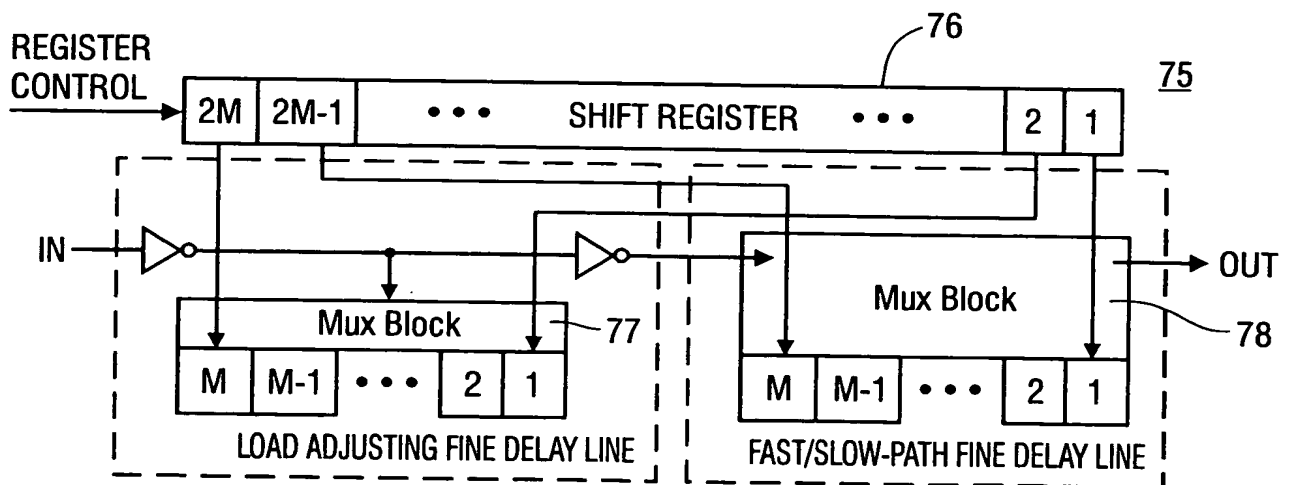 REGISTER
CONTROL
76
75
2M 2M-1 • • • SHIFT REGISTER • • • 2 1
IN
OUT
Mux Block
77
Mux Block
78
M M-1 • • • 2 1
M M-1 • • • 2 1
LOAD ADJUSTING FINE DELAY LINE
FAST/SLOW-PATH FINE DELAY LINE